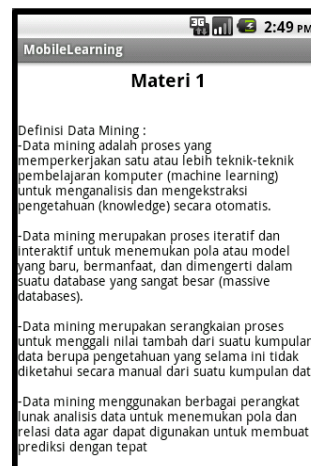 3G 2:49 PM
MobileLearning
Materi 1
Definisi Data Mining :
-Data mining adalah proses yang
memperkerjakan satu atau lebih teknik-teknik
pembelajaran komputer (machine learning)
untuk menganalisis dan mengekstraksi
pengetahuan (knowledge) secara otomatis.
-Data mining merupakan proses iteratif dan
interaktif untuk menemukan pola atau model
yang baru, bermanfaat, dan dimengerti dalam
suatu database yang sangat besar (massive
databases).
-Data mining merupakan serangkaian proses
untuk menggali nilai tambah dari suatu kumpulan
data berupa pengetahuan yang selama ini tidak
diketahui secara manual dari suatu kumpulan dat
-Data mining menggunakan berbagai perangkat
lunak analisis data untuk menemukan pola dan
relasi data agar dapat digunakan untuk membuat
prediksi dengan tepat